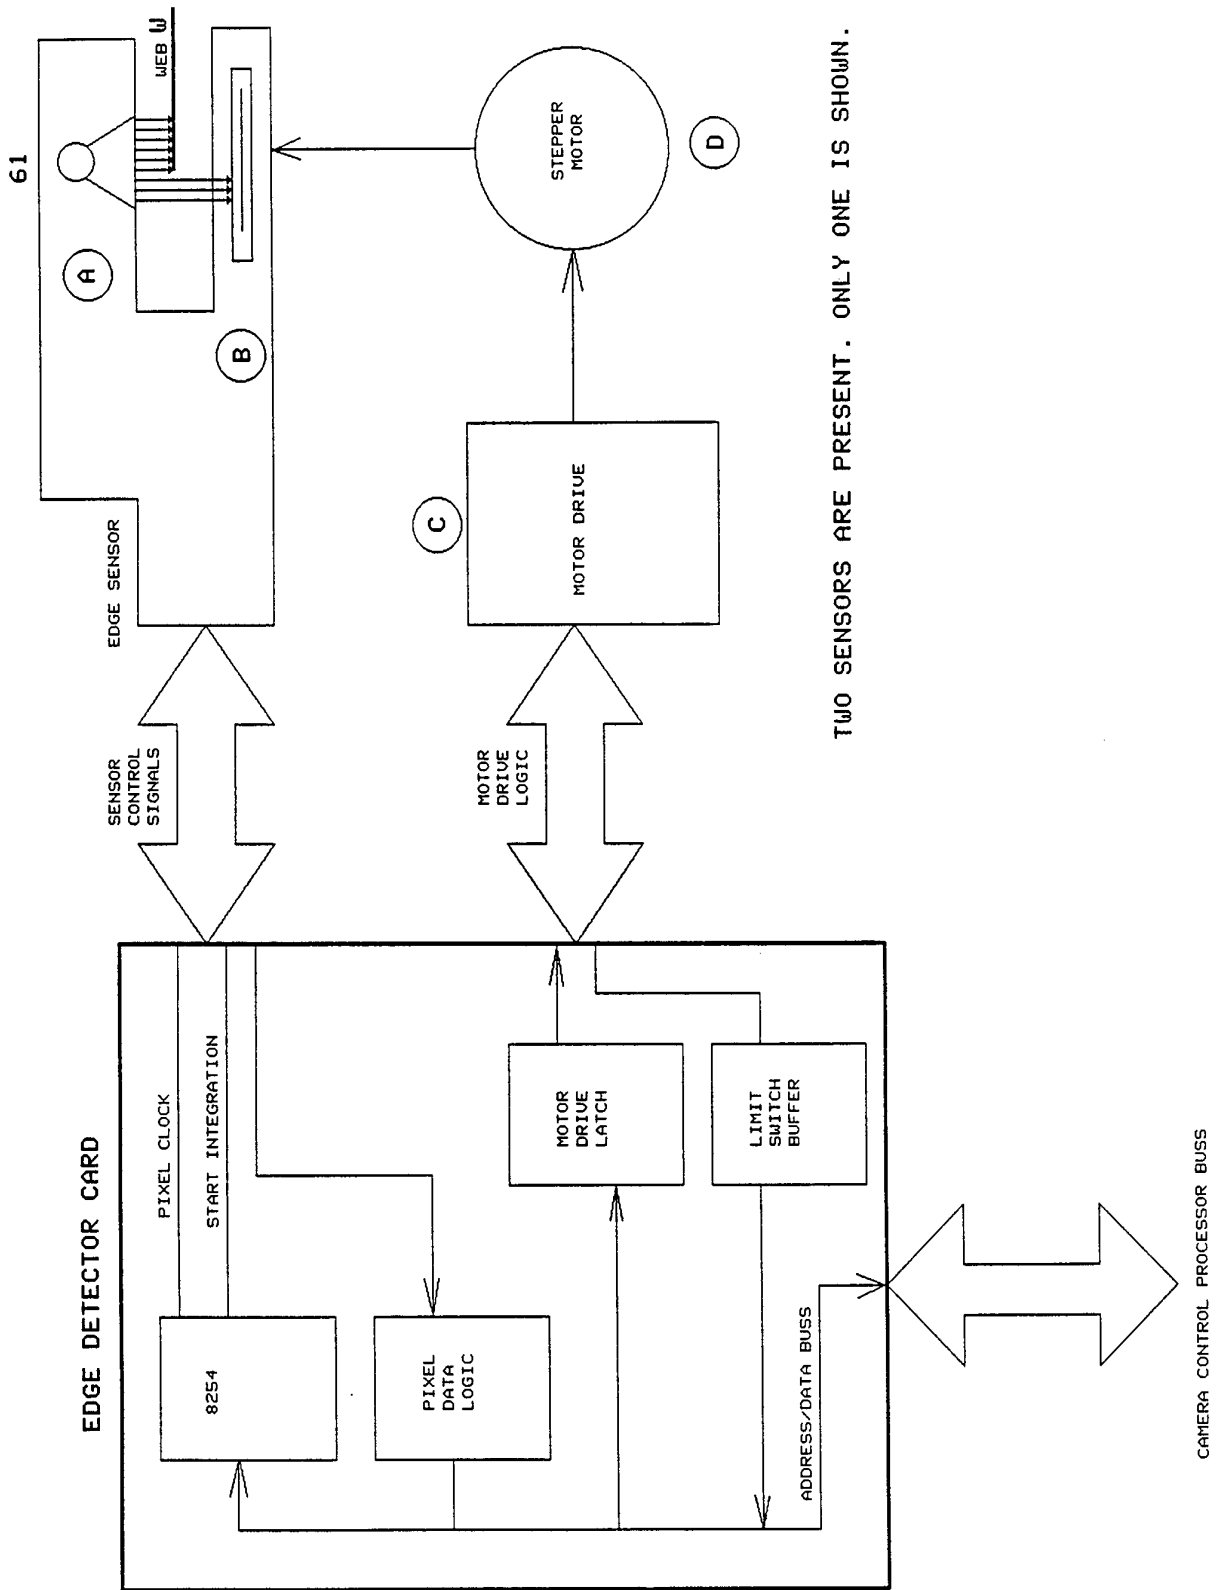 61
WEB W
A
B
EDGE SENSOR
SENSOR
CONTROL
SIGNALS
STEPPER
MOTOR
D
C
MOTOR DRIVE
MOTOR
DRIVE
LOGIC
TWO SENSORS ARE PRESENT. ONLY ONE IS SHOWN.
EDGE DETECTOR CARD
PIXEL CLOCK
START INTEGRATION
8254
PIXEL
DATA
LOGIC
MOTOR
DRIVE
LATCH
LIMIT
SWITCH
BUFFER
ADDRESS/DATA BUSS
CAMERA CONTROL PROCESSOR BUSS